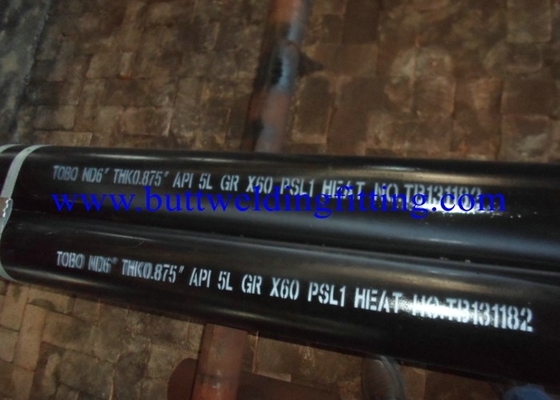 TOBO ND6" THK0.875" API 5L GR X60 PSL1 HEAT NO.TB131182
www.buttweldingfitting.com
TOBO ND6" THK0.875" API 5L GR X60 PSL1 HEAT NO:TB131182